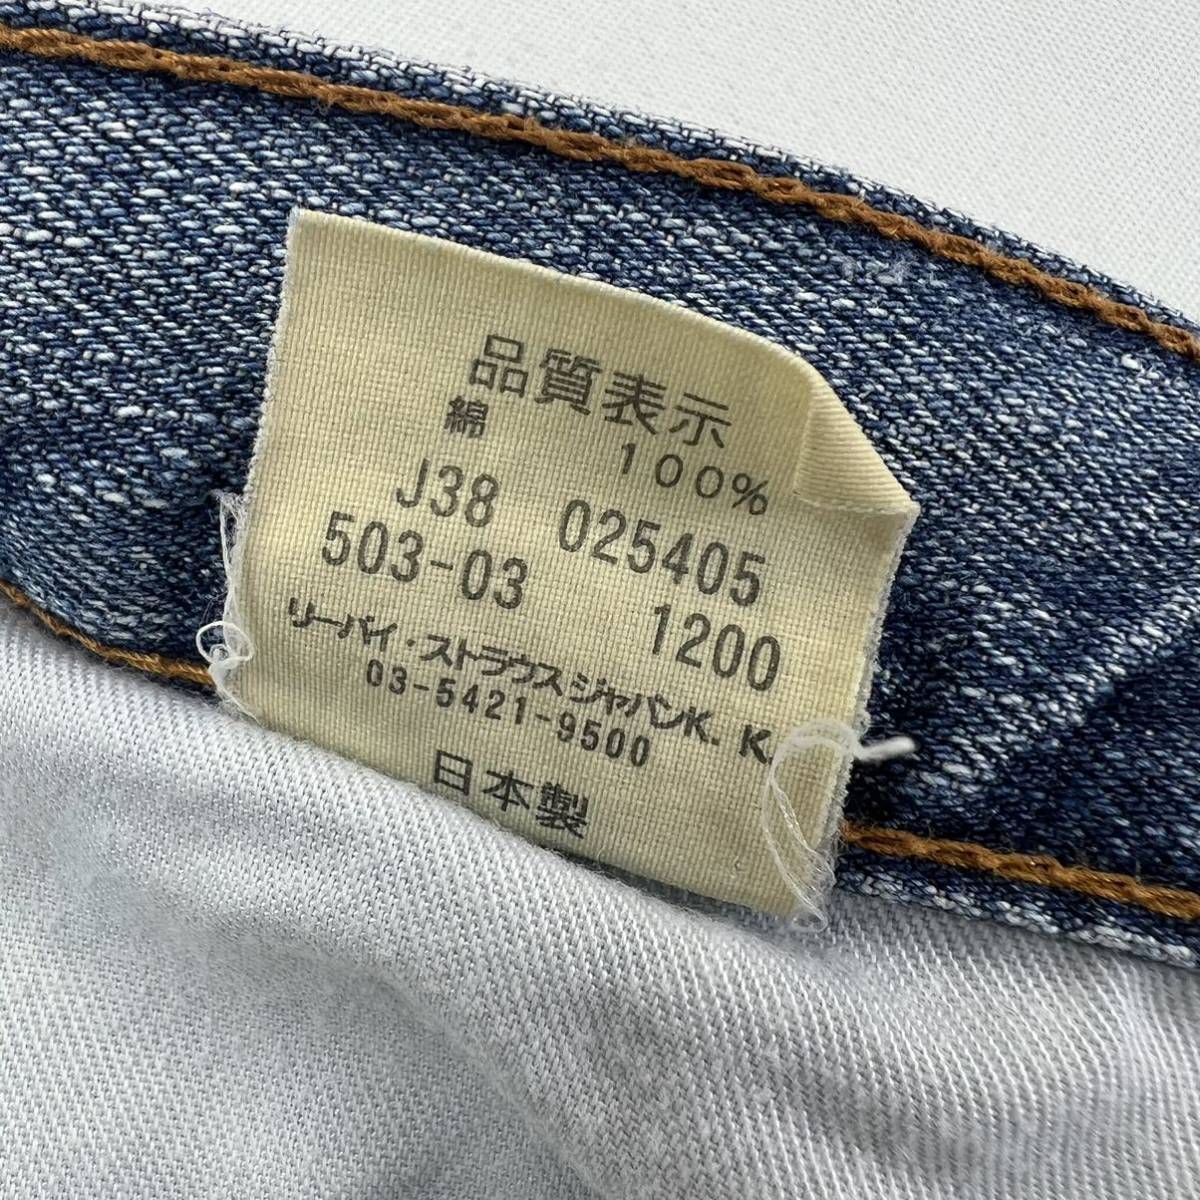 品質表示
綿 100%
J38 025405
503-03 1200
リーバイ・ストラウス ジャパンK.K.
03-5421-9500
日本製